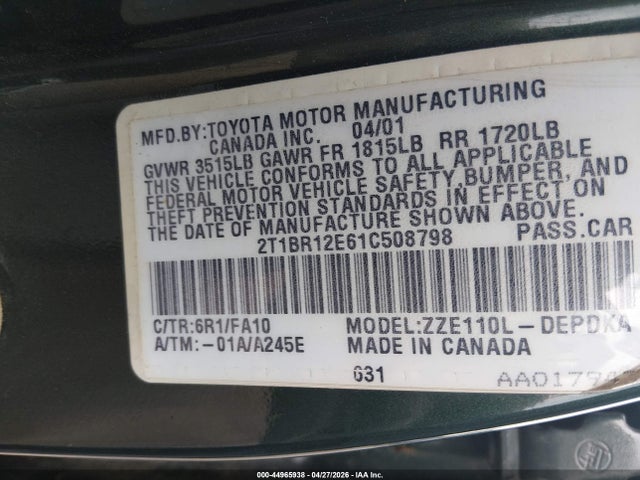 MFD.BY:TOYOTA MOTOR MANUFACTURING
CANADA INC. 04/01
GVWR 3515LB GAWR FR 1815LB RR 1720LB
THIS VEHICLE CONFORMS TO ALL APPLICABLE
FEDERAL MOTOR VEHICLE SAFETY,BUMPER, AND
THEFT PREVENTION STANDARDS IN EFFECT ON
THE DATE OF MANUFACTURE SHOWN ABOVE.
2T1BR12E61C508798 PASS.CAR
C/TR:6R1/FA10 MODEL:ZZE110L-DEPDKA
A/TM:-01A/A245E MADE IN CANADA
631
000-44965938 - 04/27/2026 - IAA Inc.